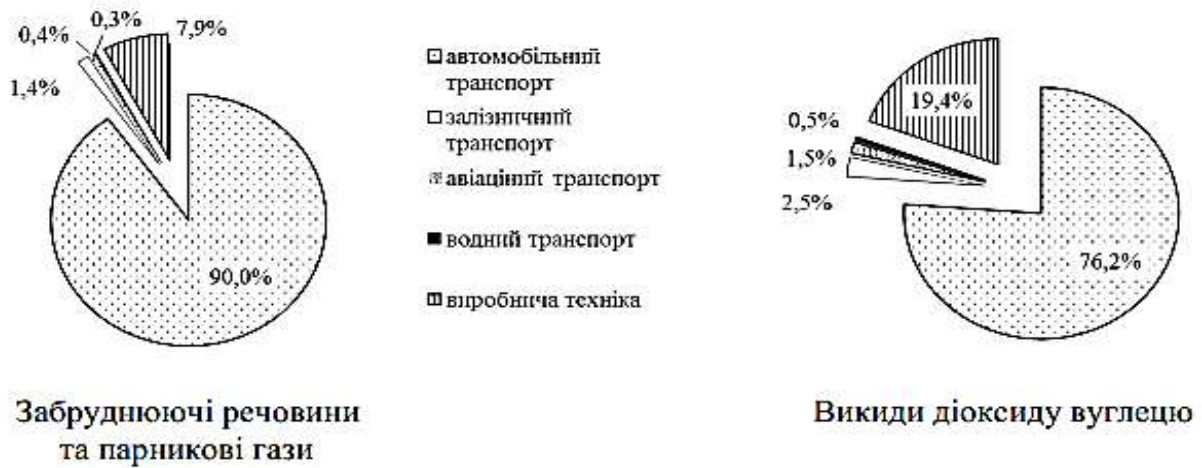 0,4%
0,3%
7,9%
1,4%
90,0%
автомобільний
транспорт
залізничний
транспорт
авіаціний транспорт
водний транспорт
виробнича техніка
19,4%
0,5%
1,5%
2,5%
76,2%
Забруднюючі речовини
та парникові гази
Викиди діоксиду вуглецю